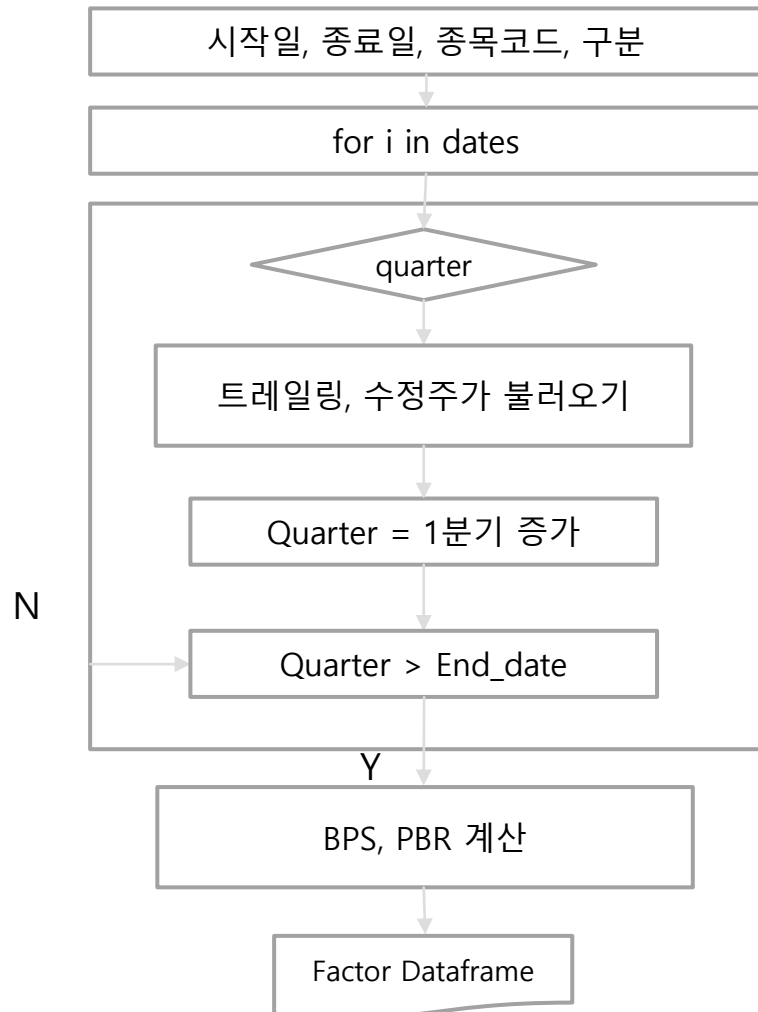 시작일, 종료일, 종목코드, 구분
for i in dates
quarter
트레일링, 수정주가 불러오기
Quarter = 1분기 증가
N
Quarter > End_date
Y
BPS, PBR 계산
Factor Dataframe